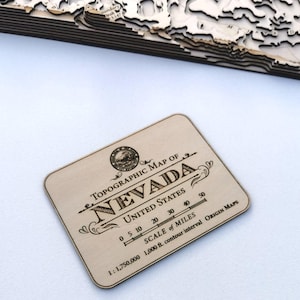 TOPOGRAPHIC MAP OF
NEVADA
UNITED STATES
0 5 10 20 30 40 50
SCALE of MILES
1:1,750,000 1,000 ft. contour interval ORIGIN MAPS